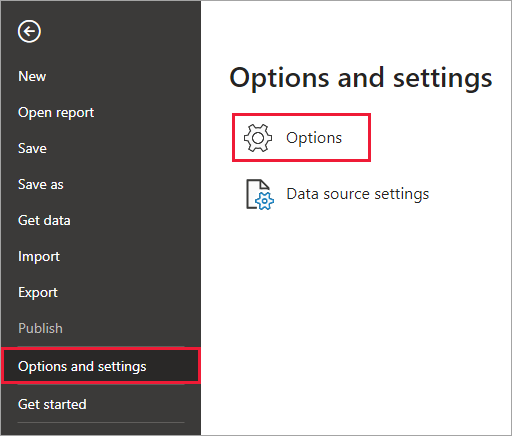 New
Open report
Save
Save as
Get data
Import
Export
Publish
Options and settings
Get started
Options and settings
Options
Data source settings